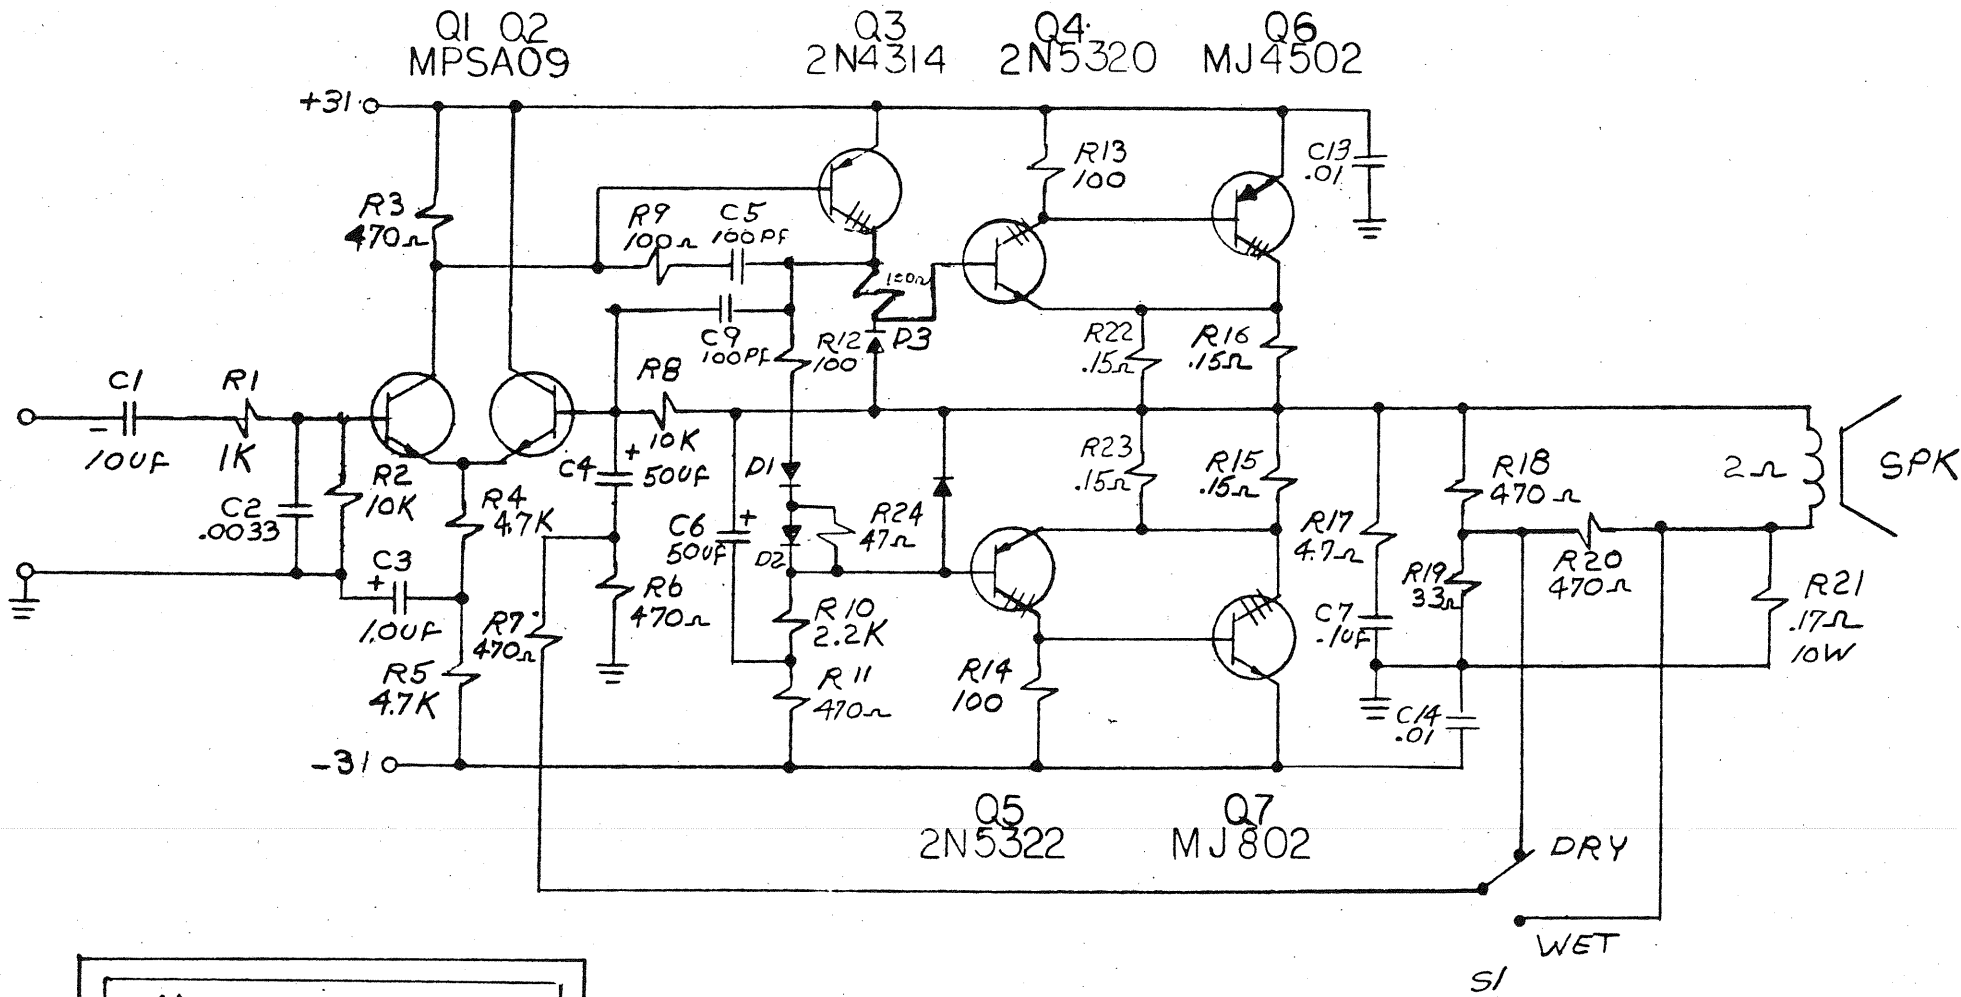 Q1 Q2
MPSA09
Q3
2N4314
Q4
2N5320
Q6
MJ4502
+31
R3
470Ω
R9
100Ω
C5
100PF
R13
100
C13
.01
120Ω
C9
100PF
R12
100
D3
R22
.15Ω
R16
.15Ω
C1
-
10UF
R1
1K
R8
10K
C2
.0033
R2
10K
R4
4.7K
C4
+
50UF
D1
D2
R24
47Ω
C6
+
50UF
R23
.15Ω
R15
.15Ω
R17
4.7Ω
R18
470Ω
2Ω
SPK
C3
+
1.0UF
R7
470Ω
R6
470Ω
R10
2.2K
R19
33Ω
R20
470Ω
R21
.17Ω
10W
C7
.1UF
R5
4.7K
R11
470Ω
R14
100
C14
.01
-31
Q5
2N5322
Q7
MJ802
DRY
WET
S1